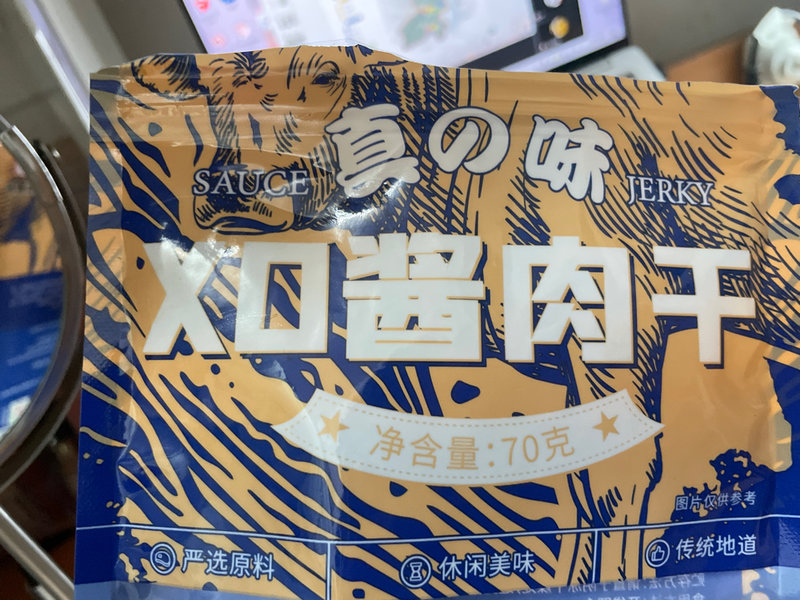 真の味
SAUCE JERKY
XO酱肉干
净含量:70克
图片仅供参考
严选原料 休闲美味 传统地道